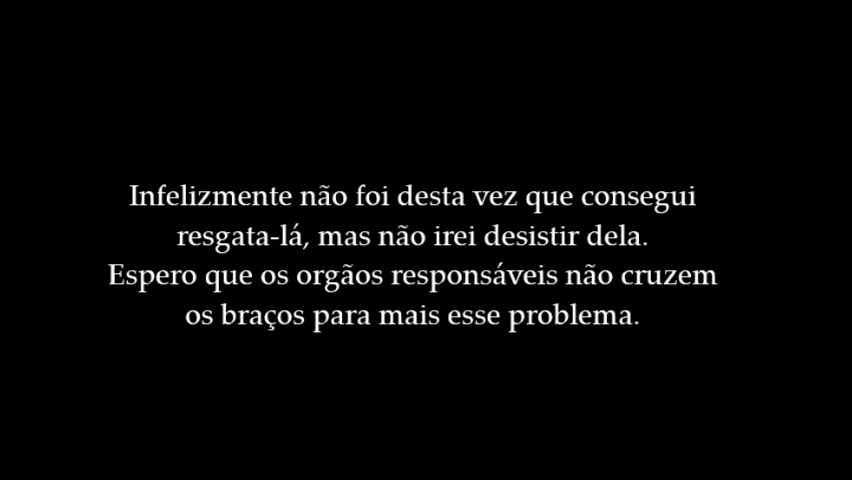 Infelizmente não foi desta vez que consegui
resgata-lá, mas não irei desistir dela.
Espero que os orgãos responsáveis não cruzem
os braços para mais esse problema.